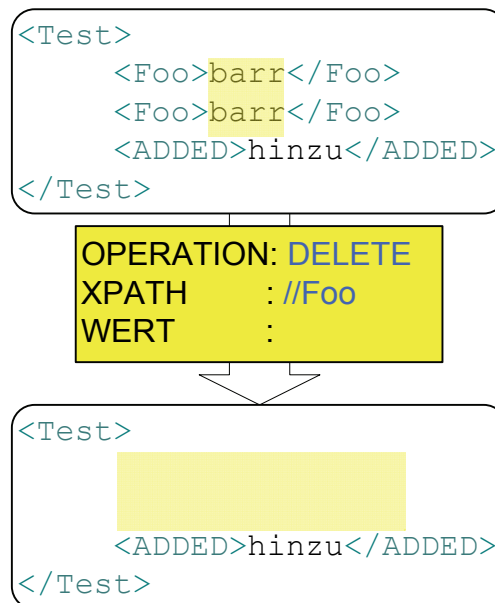 <Test>
<Foo>barr</Foo>
<Foo>barr</Foo>
<ADDED>hinzu</ADDED>
</Test>
OPERATION: DELETE
XPATH : //Foo
WERT :
<Test>
<ADDED>hinzu</ADDED>
</Test>